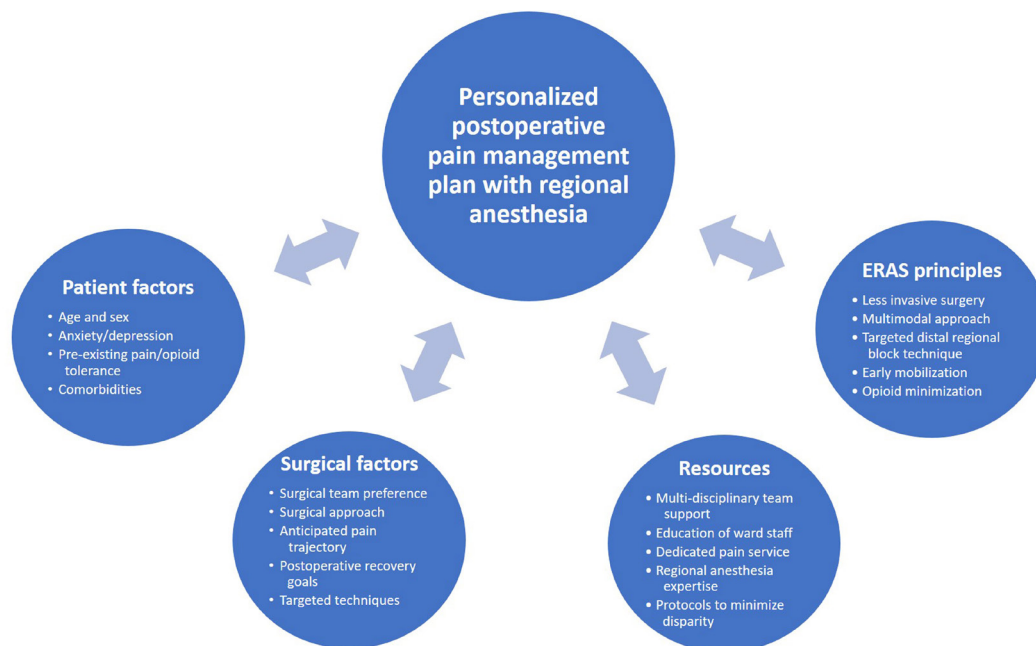 Personalized
postoperative
pain management
plan with regional
anesthesia
Patient factors
• Age and sex
• Anxiety/depression
• Pre-existing pain/opioid
tolerance
• Comorbidities
Surgical factors
• Surgical team preference
• Surgical approach
• Anticipated pain
trajectory
• Postoperative recovery
goals
• Targeted techniques
Resources
• Multi-disciplinary team
support
• Education of ward staff
• Dedicated pain service
• Regional anesthesia
expertise
• Protocols to minimize
disparity
ERAS principles
• Less invasive surgery
• Multimodal approach
• Targeted distal regional
block technique
• Early mobilization
• Opioid minimization